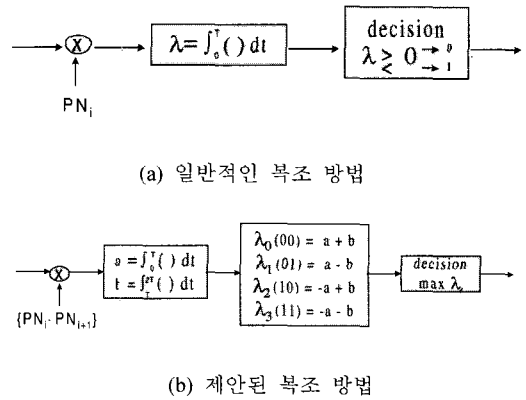 X
PNᵢ
λ = ∫₀ᵀ ( ) dt
decision
λ ≥ 0 → 0
< → 1
(a) 일반적인 복조 방법
X
{PNᵢ · PNᵢ₊₁}
a = ∫₀ᵀ ( ) dt
t = ∫ᴛ²ᵀ ( ) dt
λ₀(00) = a + b
λ₁(01) = a - b
λ₂(10) = -a + b
λ₃(11) = -a - b
decision
max λ
(b) 제안된 복조 방법